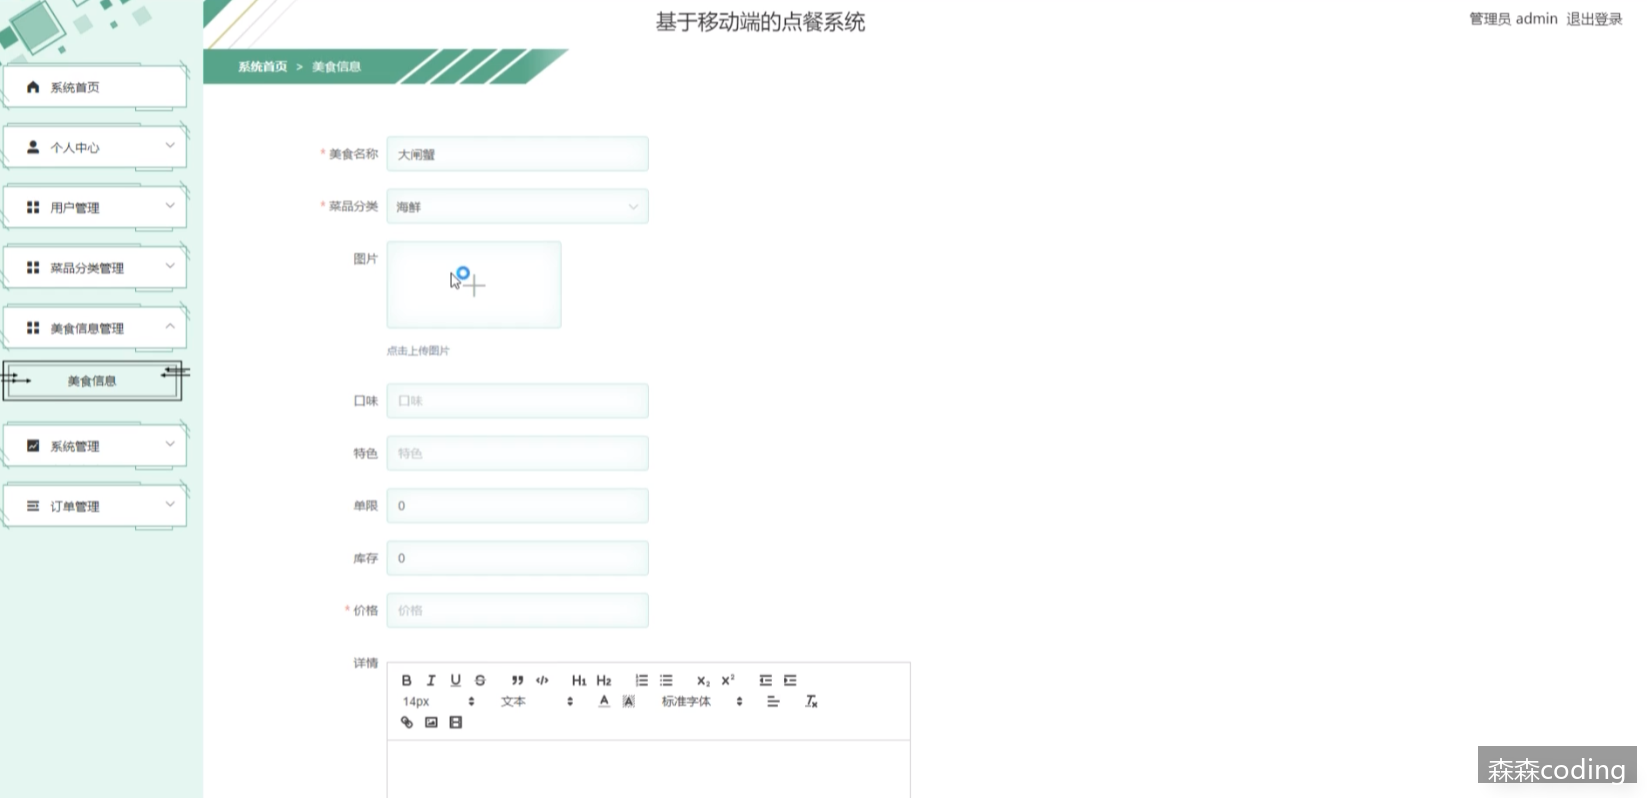 基于移动端的点餐系统
管理员 admin 退出登录
系统首页 > 美食信息
系统首页
个人中心
用户管理
菜品分类管理
美食信息管理
美食信息
系统管理
订单管理
* 美食名称 大闸蟹
* 菜品分类 海鲜
图片
点击上传图片
口味 口味
特色 特色
单限 0
库存 0
* 价格 价格
详情
B I U S ” </> H1 H2 X₂ X²
14px 文本 A A 标准字体 Tx
森森coding